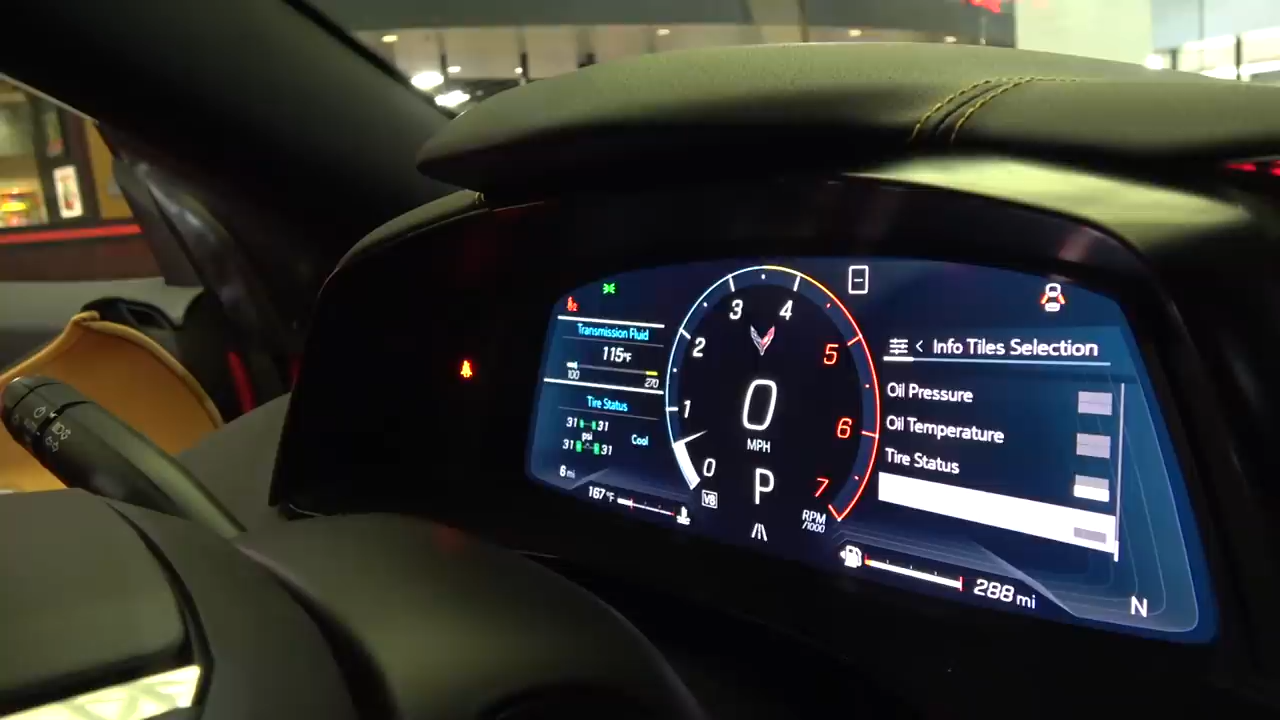 Transmission Fluid
115°F
100 270
Tire Status
31 31
psi
31 31
Cool
6 mi
167 °F
0
1
2
3
4
5
6
7
0
MPH
P
V8
RPM
/1000
Info Tiles Selection
Oil Pressure
Oil Temperature
Tire Status
288 mi
N